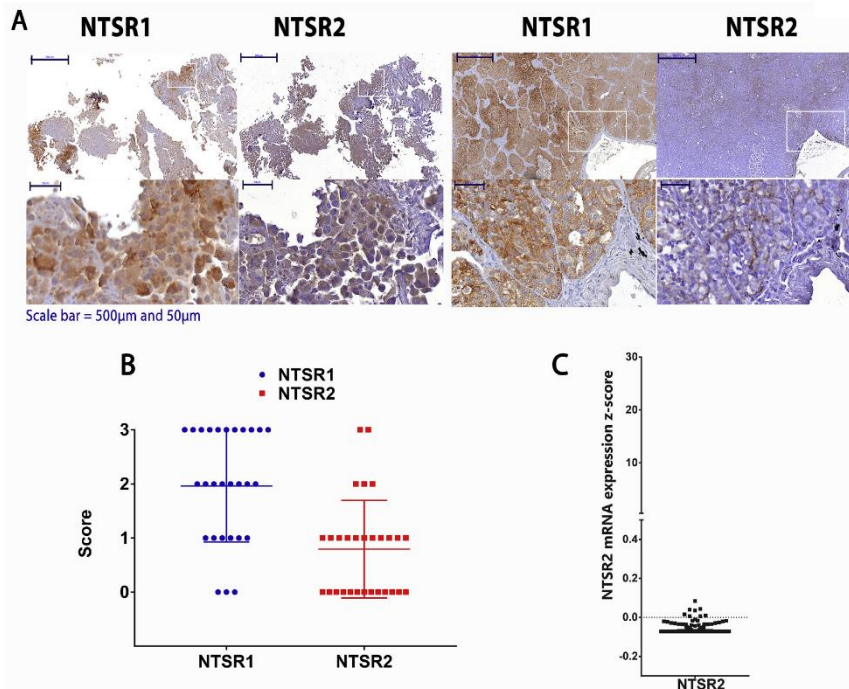 A
NTSR1 NTSR2 NTSR1 NTSR2
Scale bar = 500µm and 50µm
B
NTSR1
NTSR2
Score
3
2
1
0
NTSR1 NTSR2
C
NTSR2 mRNA expression z-score
30
20
10
0.4
0.2
0.0
-0.2
NTSR2